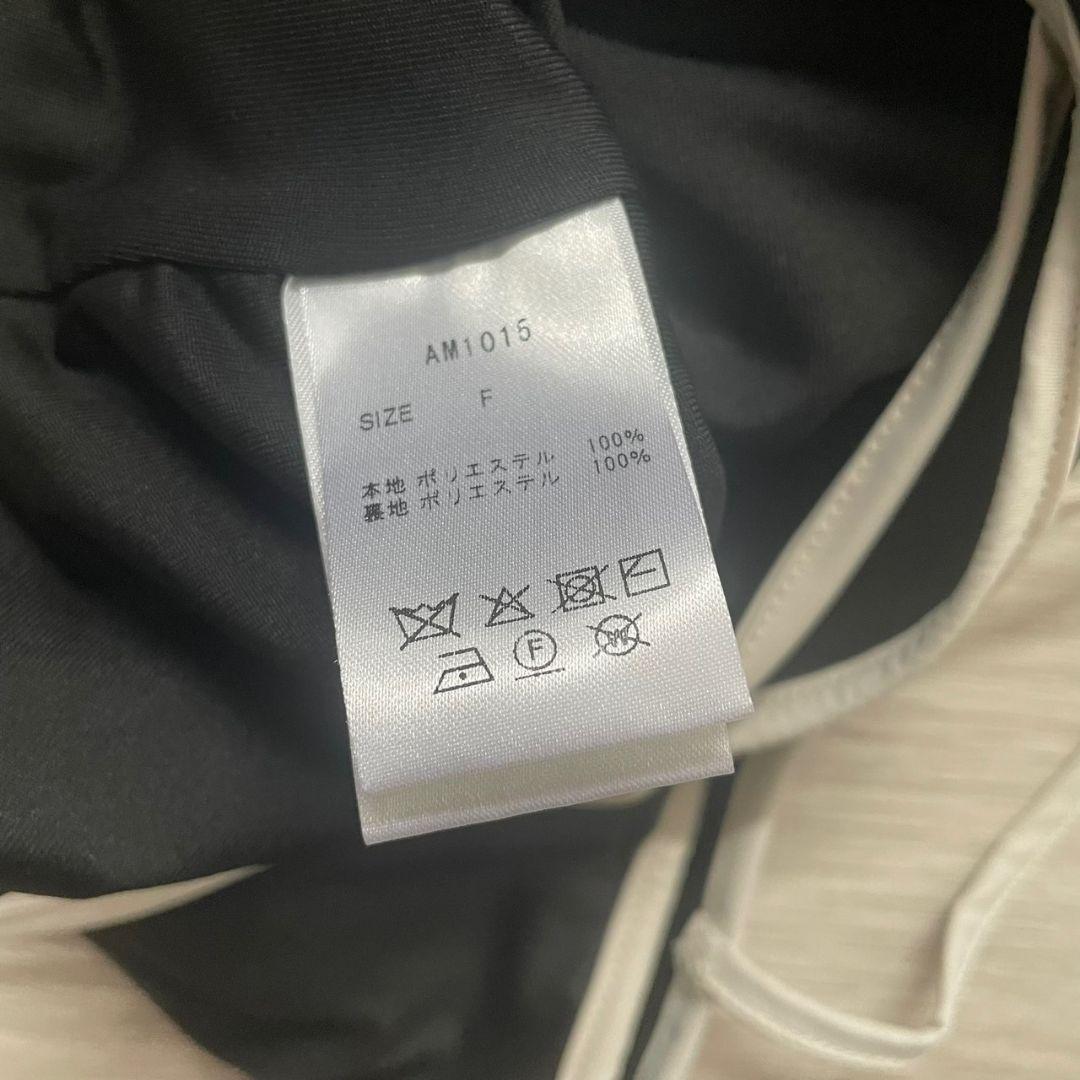 AM1015
SIZE F
本地 ポリエステル 100%
裏地 ポリエステル 100%
F